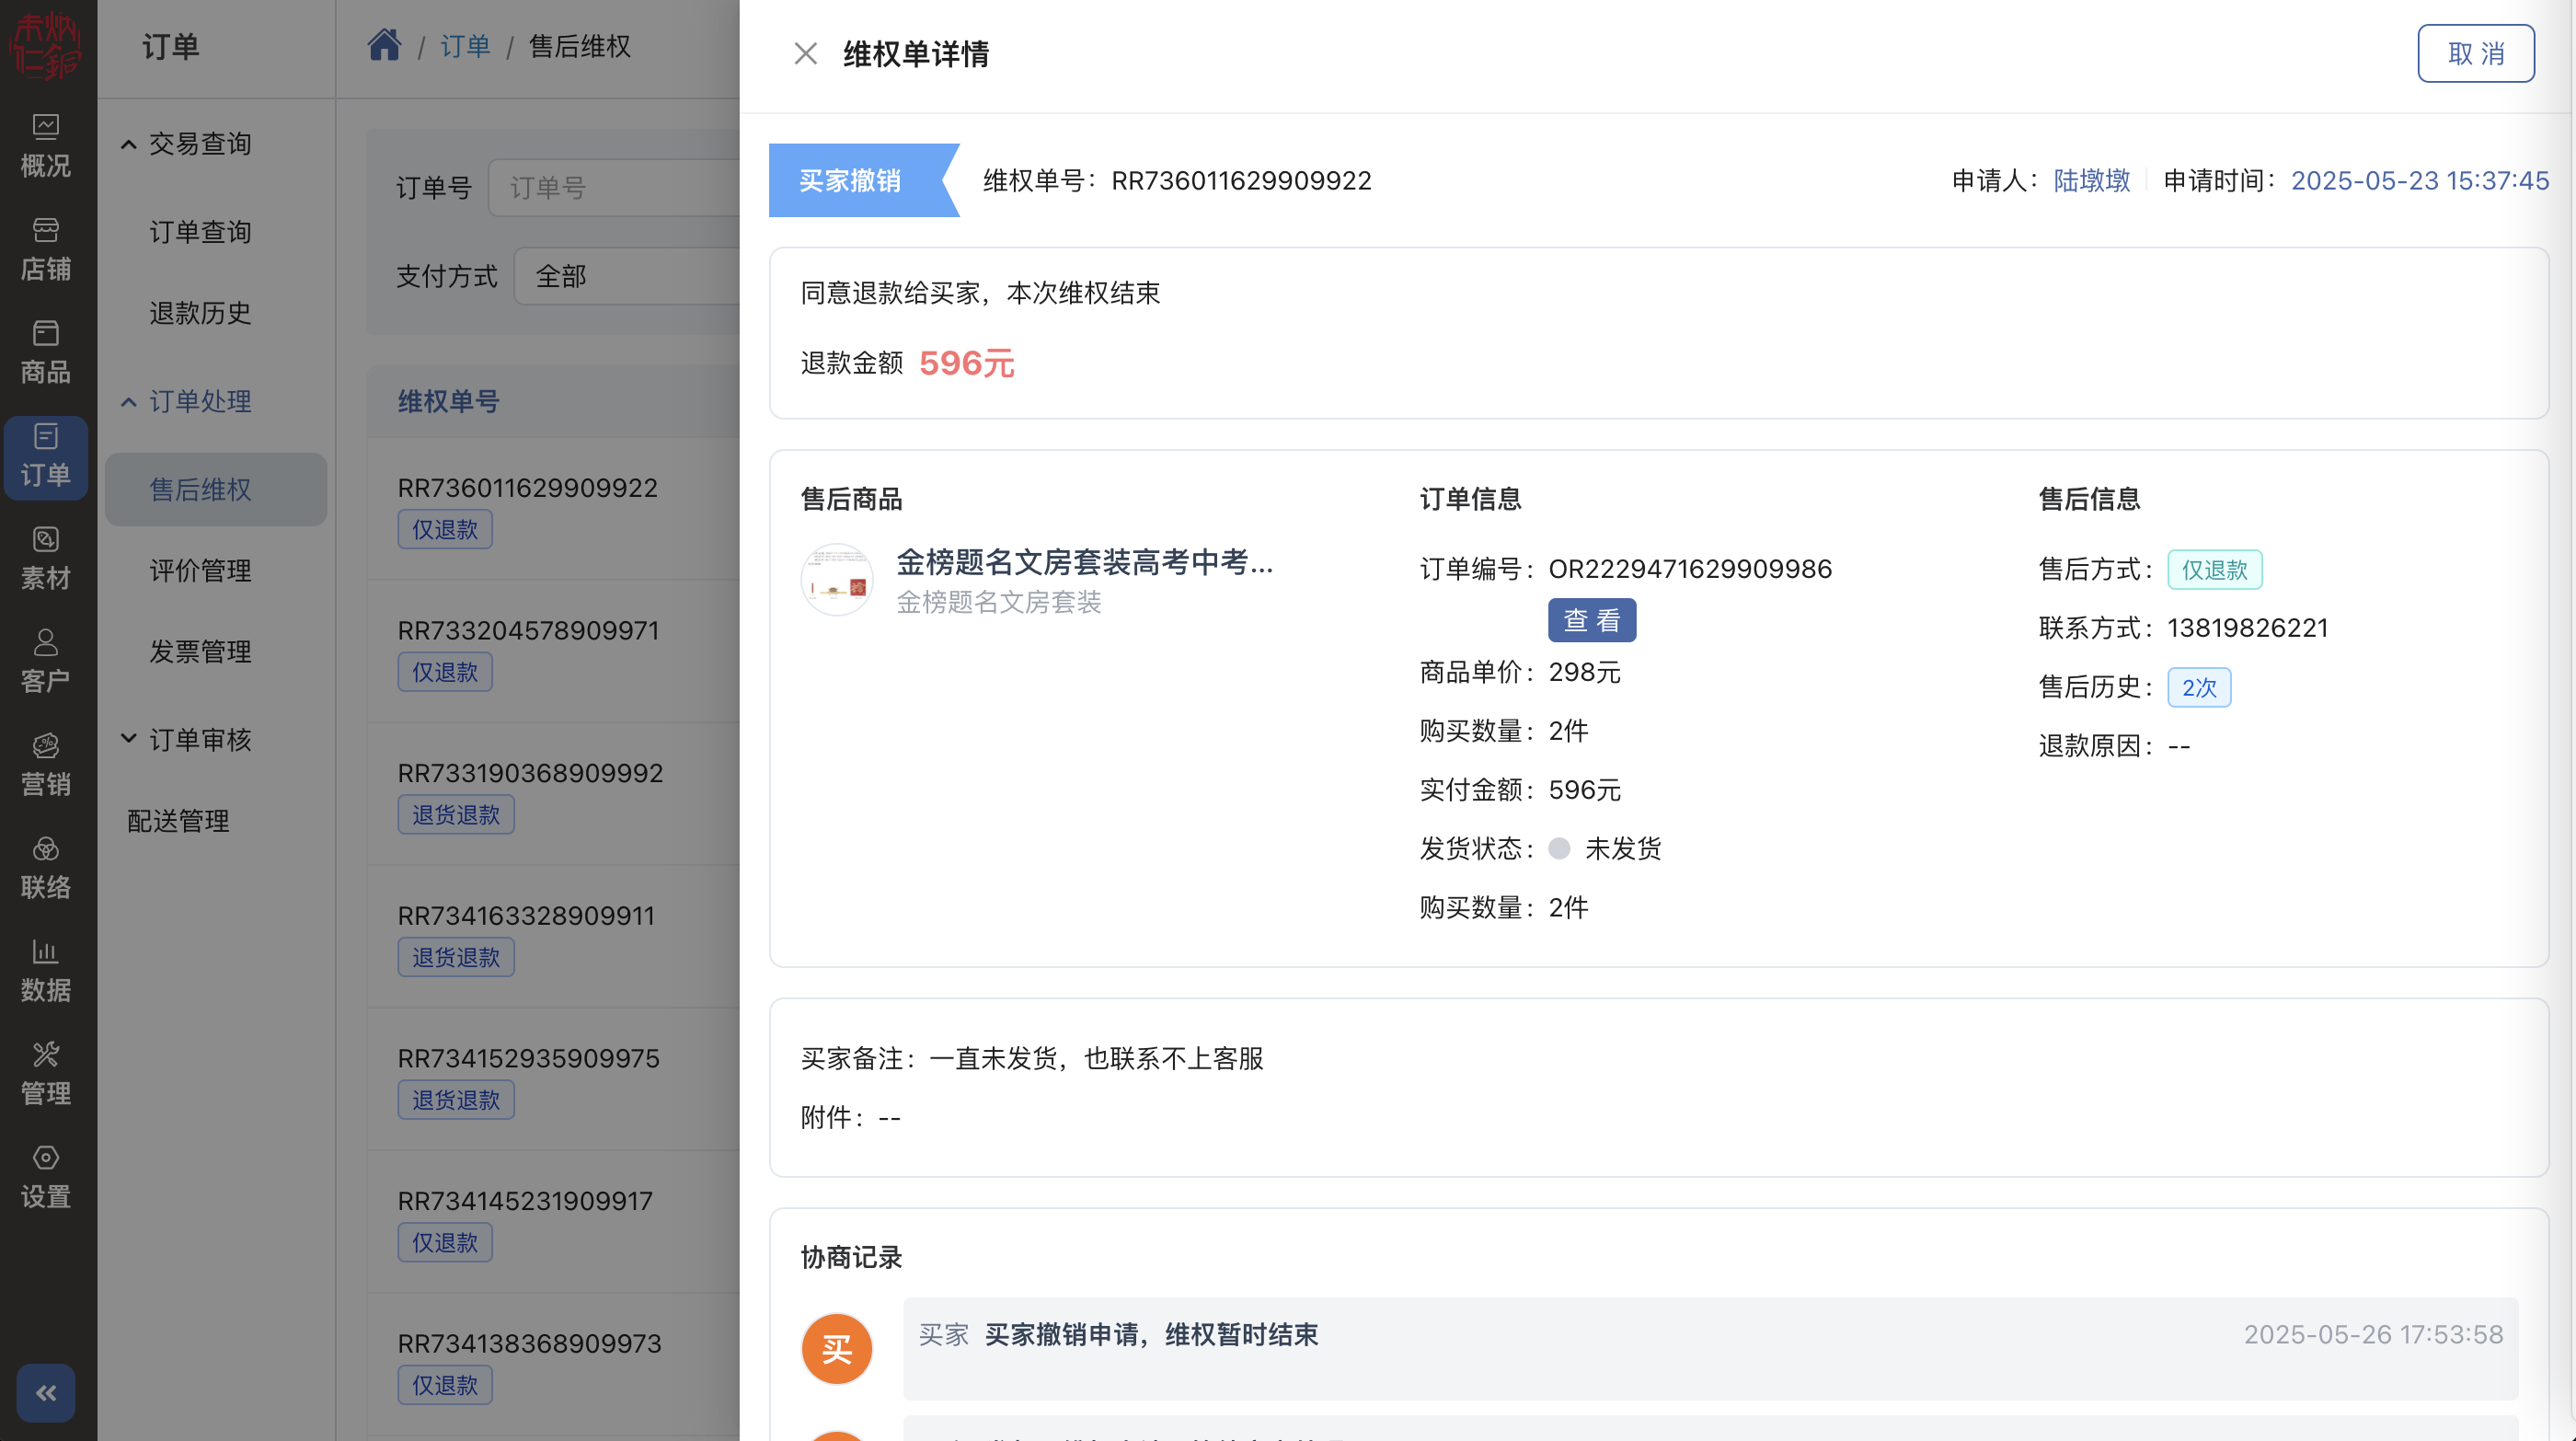 未炳仁銀
概况
店铺
商品
订单
素材
客户
营销
联络
数据
管理
设置
订单
交易查询
订单查询
退款历史
订单处理
售后维权
评价管理
发票管理
订单审核
配送管理
/ 订单 / 售后维权
订单号 订单号
支付方式 全部
维权单号
RR736011629909922
仅退款
RR733204578909971
仅退款
RR733190368909992
退货退款
RR734163328909911
退货退款
RR734152935909975
退货退款
RR734145231909917
仅退款
RR734138368909973
仅退款
维权单详情
取 消
买家撤销 维权单号：RR736011629909922
申请人：陆墩墩 申请时间：2025-05-23 15:37:45
同意退款给买家，本次维权结束
退款金额 596元
售后商品
金榜题名文房套装高考中考...
金榜题名文房套装
订单信息
订单编号：OR2229471629909986
查 看
商品单价：298元
购买数量：2件
实付金额：596元
发货状态：未发货
购买数量：2件
售后信息
售后方式：仅退款
联系方式：13819826221
售后历史：2次
退款原因：--
买家备注：一直未发货，也联系不上客服
附件：--
协商记录
买
买家 买家撤销申请，维权暂时结束 2025-05-26 17:53:58